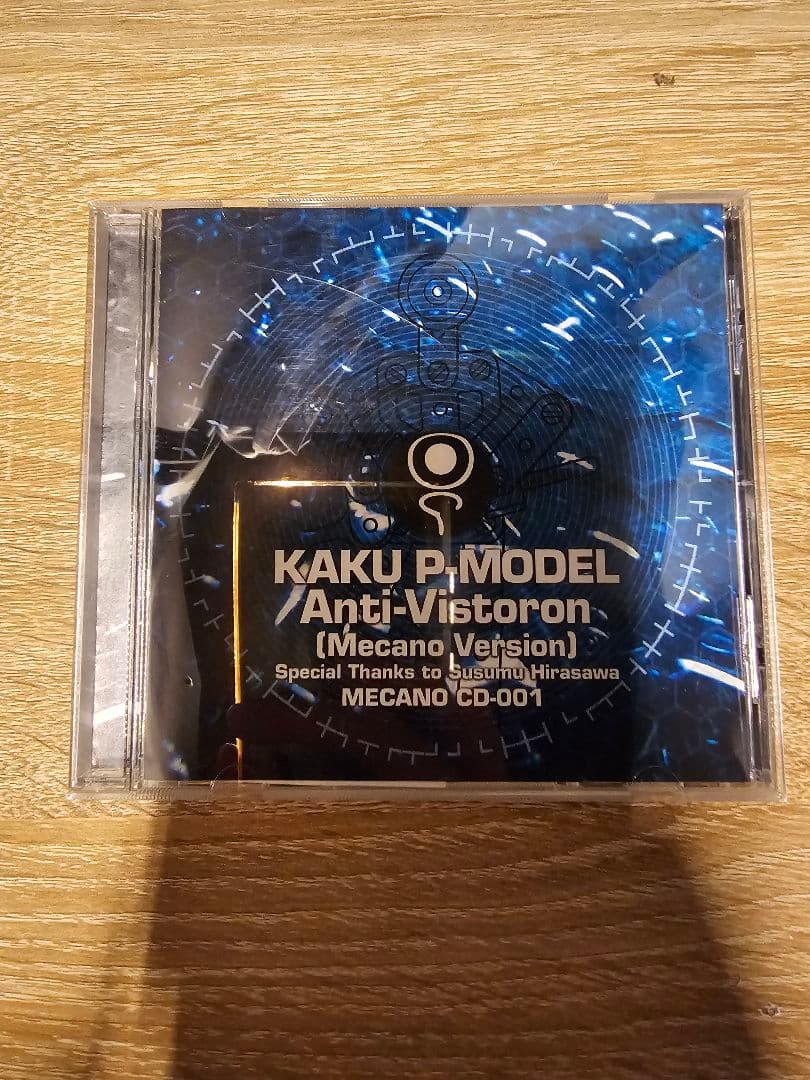 KAKU P-MODEL
Anti-Vistoron
(Mecano Version)
Special Thanks to Susumu Hirasawa
MECANO CD-001